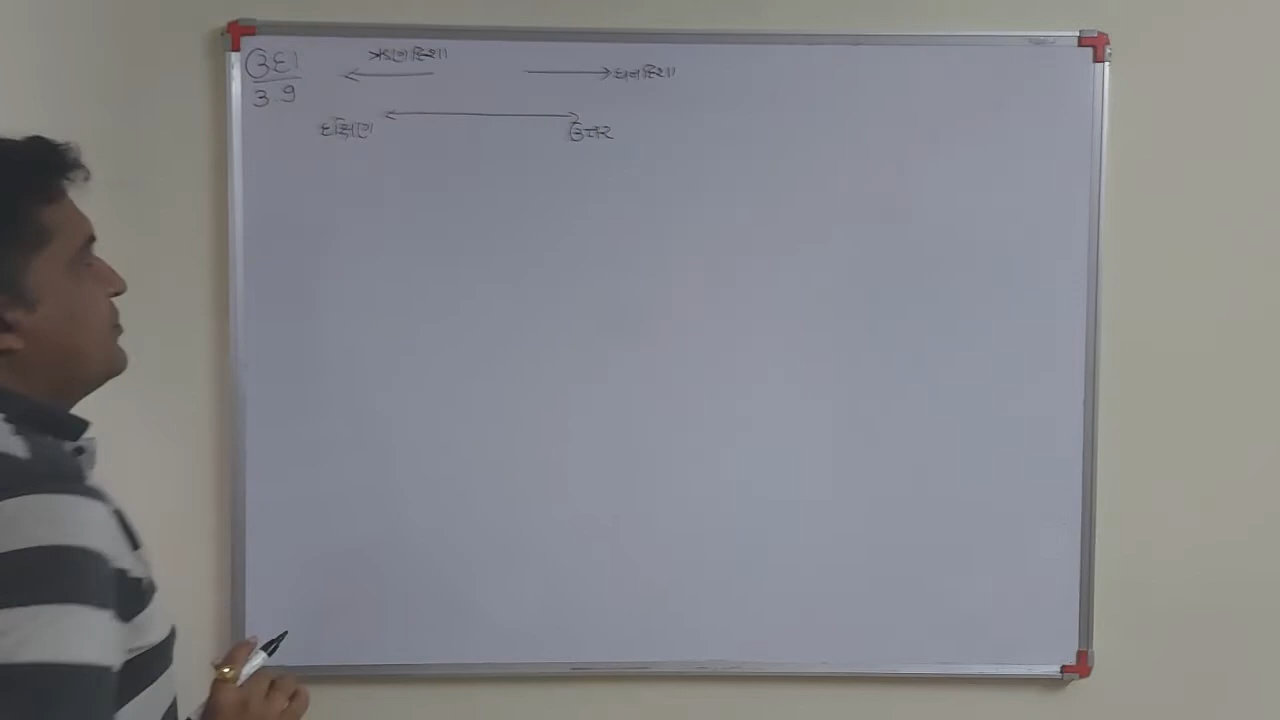 ઉદા
3.9
ઋણ દિશા ← → ધન દિશા
દક્ષિણ ↔ ઉત્તર